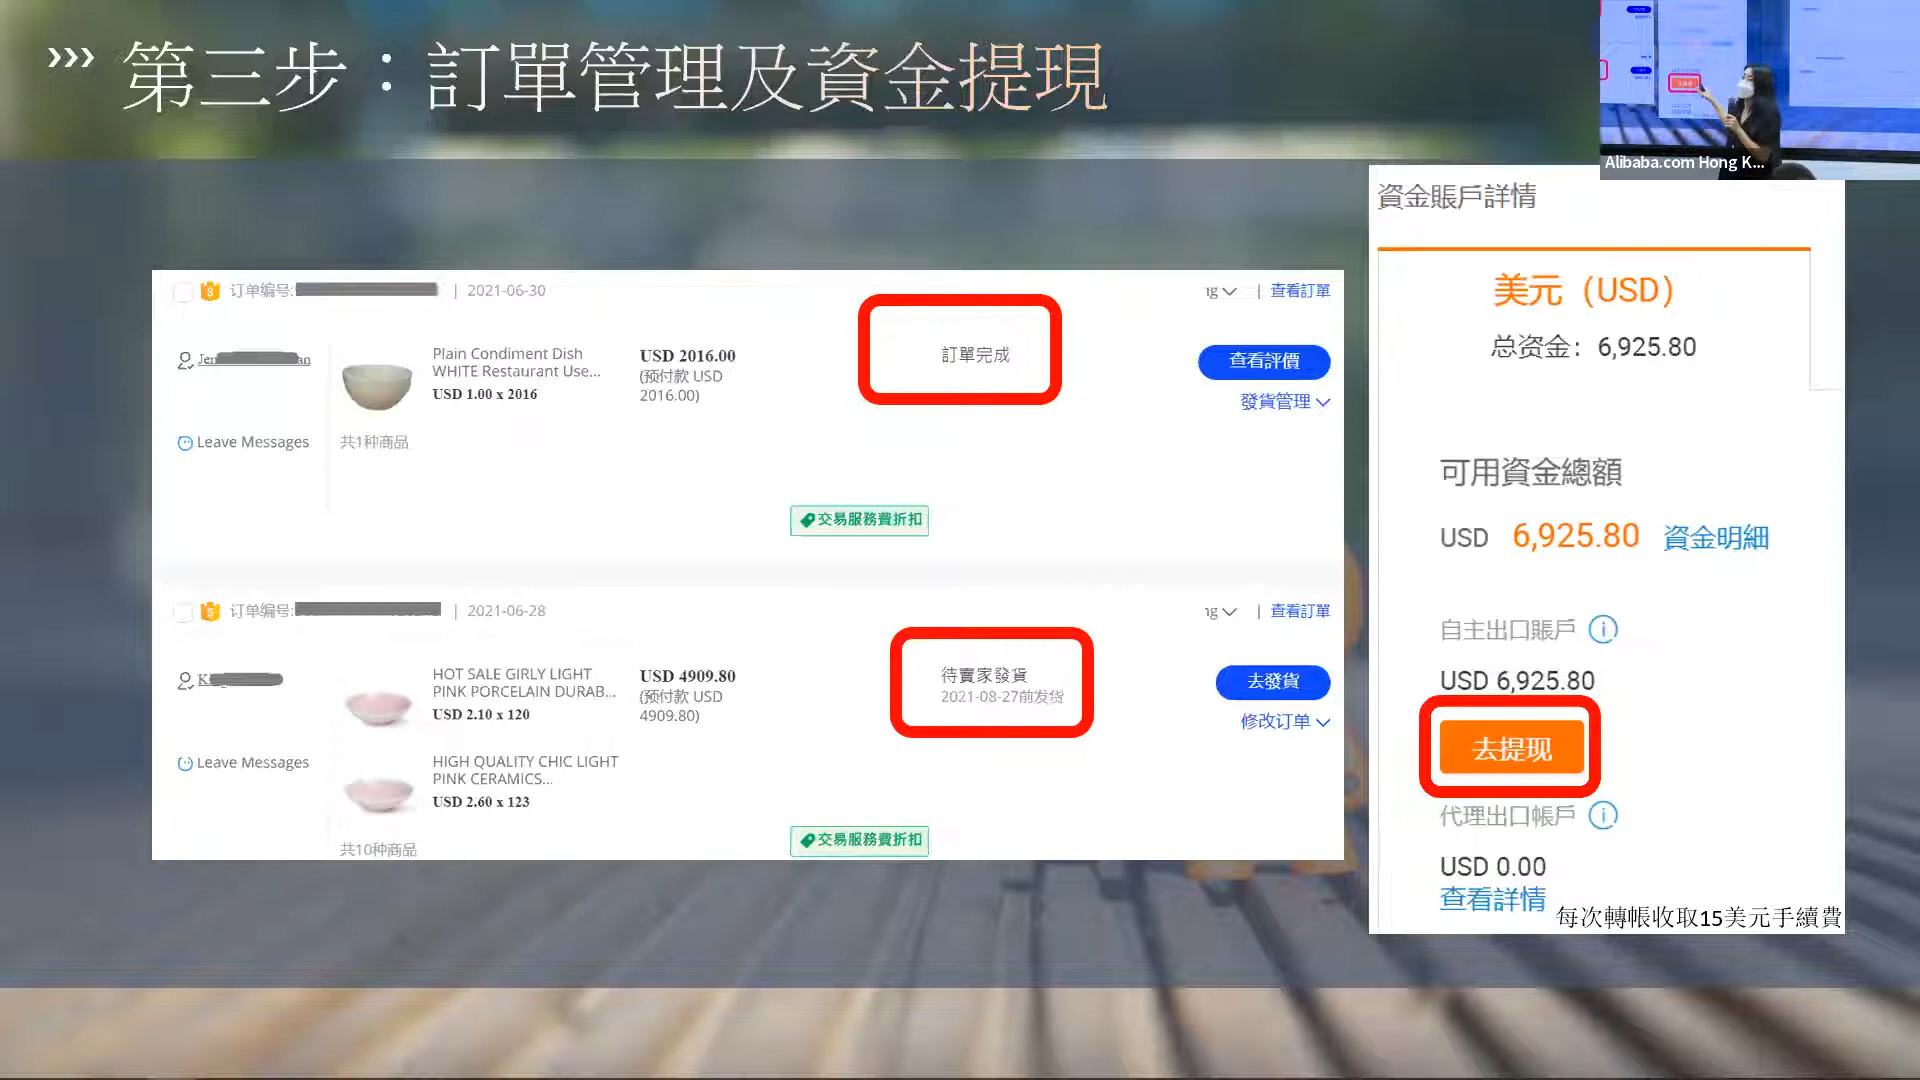 ››› 第三步：訂單管理及資金提現
Alibaba.com Hong K...
订单编号: | 2021-06-30
ng | 查看訂單
Jen an
Plain Condiment Dish
WHITE Restaurant Use...
USD 1.00 x 2016
USD 2016.00
(预付款 USD
2016.00)
訂單完成
查看評價
發貨管理
Leave Messages
共1种商品
交易服務費折扣
订单编号: | 2021-06-28
ng | 查看訂單
HOT SALE GIRLY LIGHT
PINK PORCELAIN DURAB...
USD 2.10 x 120
USD 4909.80
(预付款 USD
4909.80)
待賣家發貨
2021-08-27前发货
去發貨
修改订单
Leave Messages
HIGH QUALITY CHIC LIGHT
PINK CERAMICS...
USD 2.60 x 123
共10种商品
交易服務費折扣
資金賬戶詳情
美元（USD）
总资金： 6,925.80
可用資金總額
USD 6,925.80 資金明細
自主出口賬戶
USD 6,925.80
去提现
代理出口帳戶
USD 0.00
查看詳情
每次轉帳收取15美元手續費